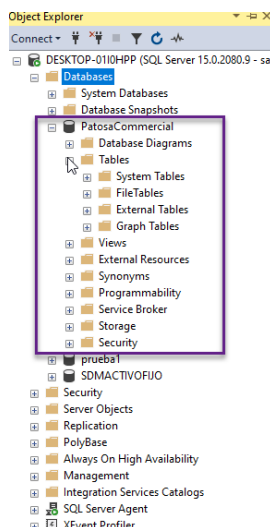 Object Explorer
Connect
DESKTOP-01I0HPP (SQL Server 15.0.2080.9 - sa
Databases
System Databases
Database Snapshots
PatosaCommercial
Database Diagrams
Tables
System Tables
FileTables
External Tables
Graph Tables
Views
External Resources
Synonyms
Programmability
Service Broker
Storage
Security
prueba1
SDMACTIVOFIJO
Security
Server Objects
Replication
PolyBase
Always On High Availability
Management
Integration Services Catalogs
SQL Server Agent
XEvent Profiler